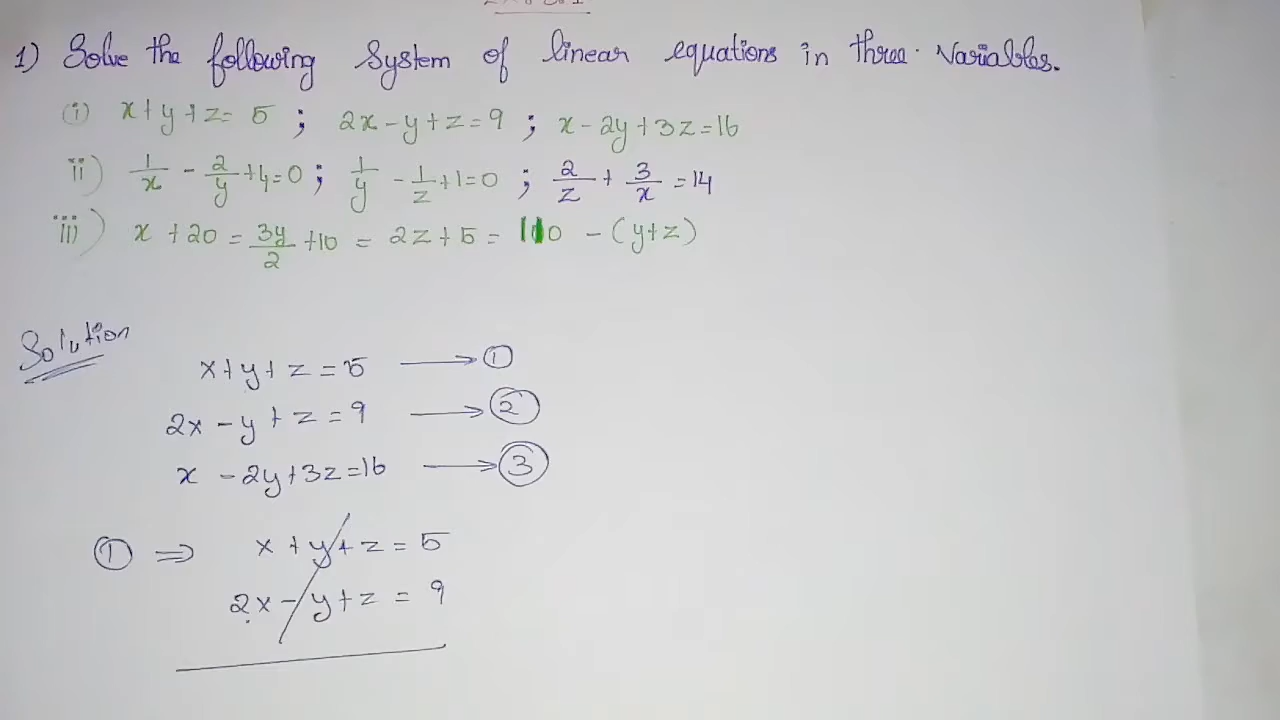 1) Solve the following System of linear equations in three Variables.
(i) x+y+z=5 ; 2x-y+z=9 ; x-2y+3z=16
ii) 1/x - 2/y +4=0 ; 1/y - 1/z +1=0 ; 2/z + 3/x = 14
iii) x+20 = 3y/2 +10 = 2z+5 = 110 - (y+z)
Solution
x+y+z=5 ⟶ ①
2x-y+z=9 ⟶ ②
x-2y+3z=16 ⟶ ③
① ⇒ x+y+z=5
2x-y+z=9